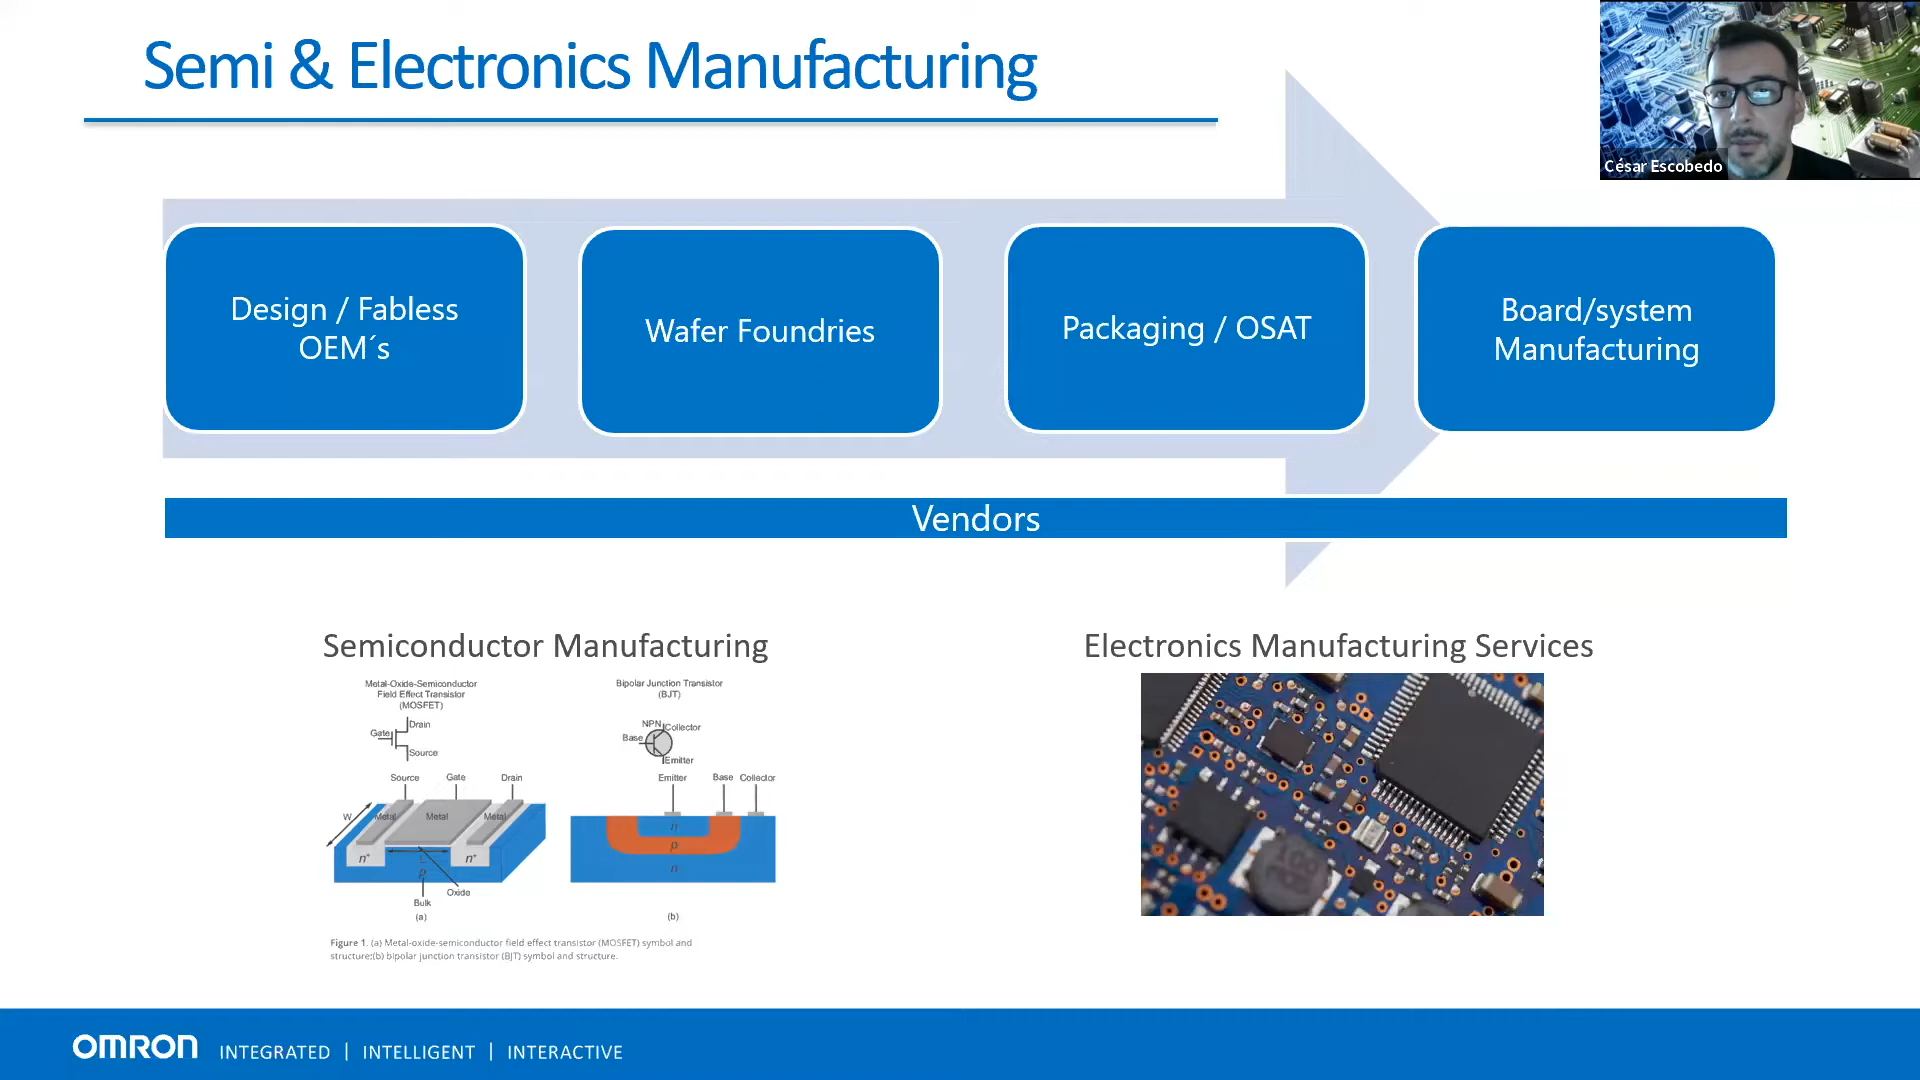 Semi & Electronics Manufacturing
César Escobedo
Design / Fabless
OEM´s
Wafer Foundries
Packaging / OSAT
Board/system
Manufacturing
Vendors
Semiconductor Manufacturing
Electronics Manufacturing Services
Metal-Oxide-Semiconductor
Field Effect Transistor
(MOSFET)
Drain
Gate
Source
Source Gate Drain
W
Metal Metal Metal
n+ L n+
p
Oxide
Bulk
(a)
Bipolar Junction Transistor
(BJT)
NPN Collector
Base
Emitter
Emitter Base Collector
n
p
n
(b)
Figure 1. (a) Metal-oxide-semiconductor field effect transistor (MOSFET) symbol and
structure;(b) bipolar junction transistor (BJT) symbol and structure.
OMRON INTEGRATED | INTELLIGENT | INTERACTIVE